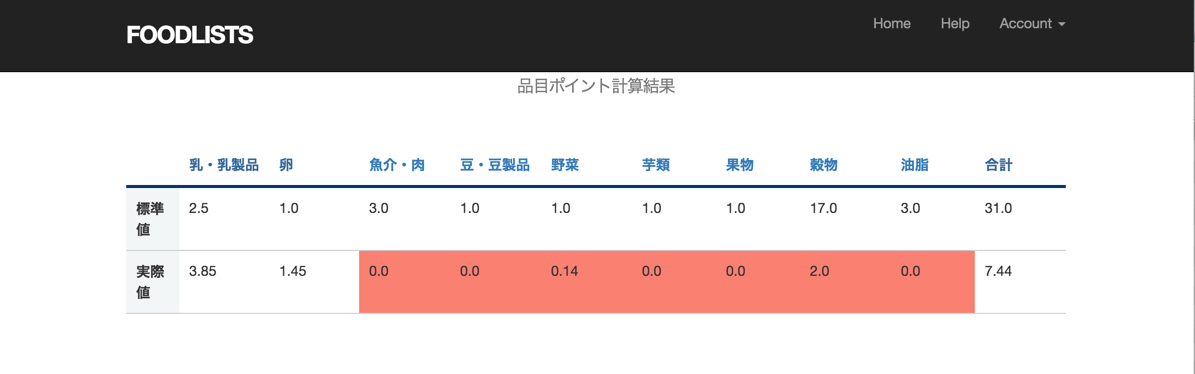 FOODLISTS Home Help Account
品目ポイント計算結果
乳・乳製品 卵 魚介・肉 豆・豆製品 野菜 芋類 果物 穀物 油脂 合計
標準値 2.5 1.0 3.0 1.0 1.0 1.0 1.0 17.0 3.0 31.0
実際値 3.85 1.45 0.0 0.0 0.14 0.0 0.0 2.0 0.0 7.44